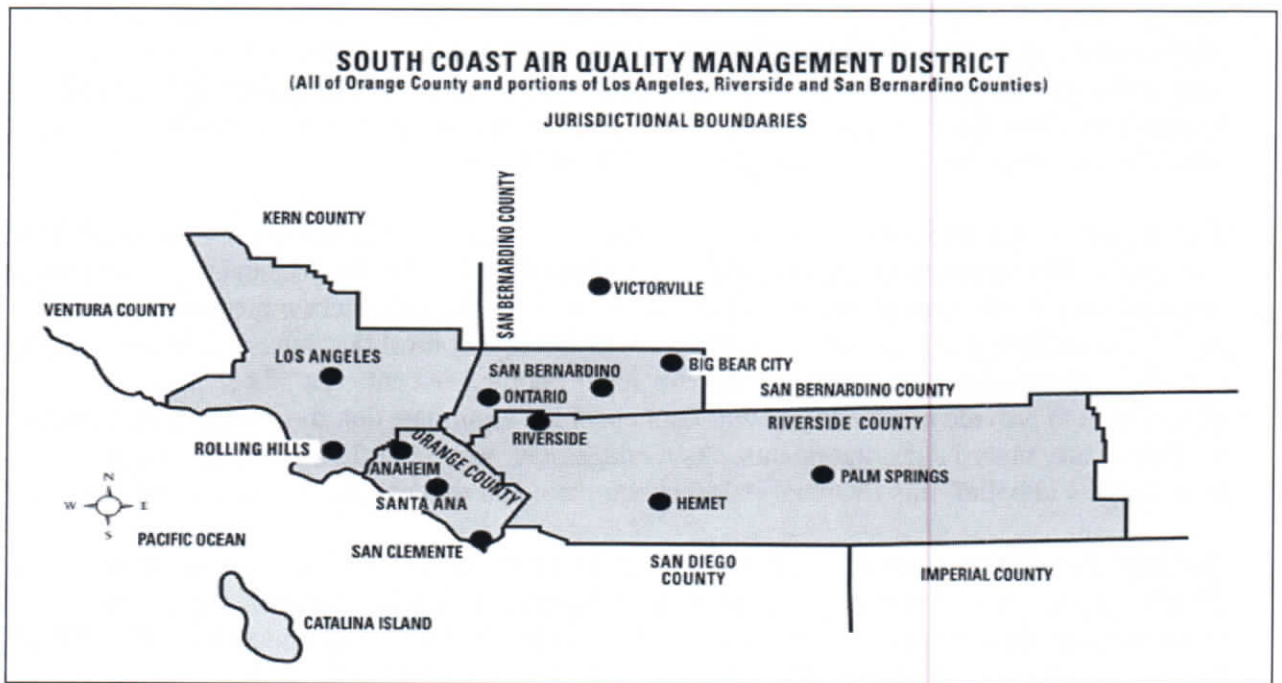 SOUTH COAST AIR QUALITY MANAGEMENT DISTRICT
(All of Orange County and portions of Los Angeles, Riverside and San Bernardino Counties)
JURISDICTIONAL BOUNDARIES
KERN COUNTY
SAN BERNARDINO COUNTY
VICTORVILLE
VENTURA COUNTY
LOS ANGELES
SAN BERNARDINO
BIG BEAR CITY
ONTARIO
SAN BERNARDINO COUNTY
RIVERSIDE COUNTY
RIVERSIDE
ROLLING HILLS
ANAHEIM
ORANGE COUNTY
PALM SPRINGS
SANTA ANA
HEMET
N
W
E
S
PACIFIC OCEAN
SAN CLEMENTE
SAN DIEGO
COUNTY
IMPERIAL COUNTY
CATALINA ISLAND